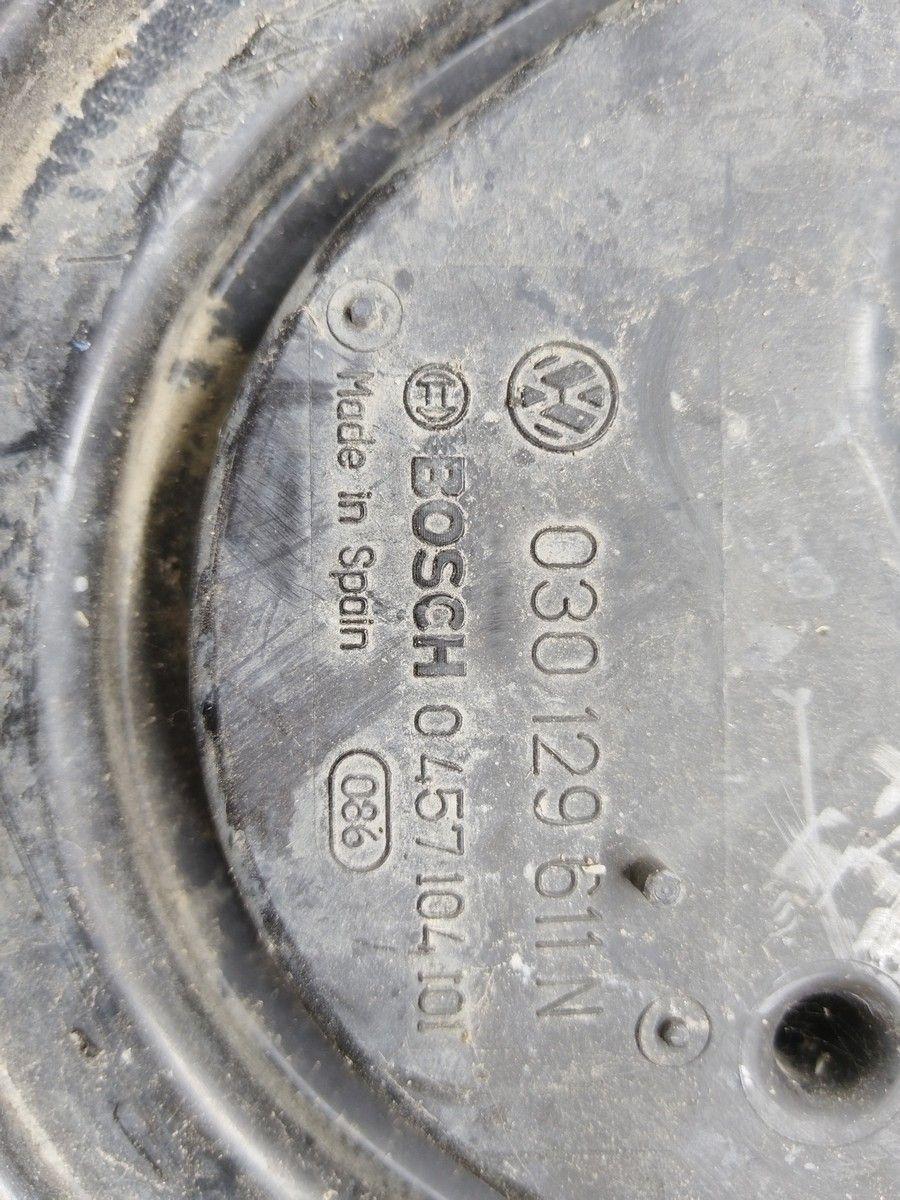 030 129 611 N
BOSCH 0 457 104 101
Made in Spain
086